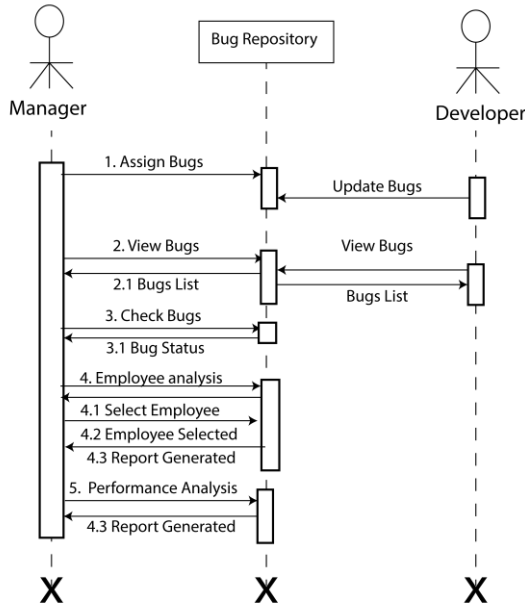 Bug Repository
Manager
Developer
1. Assign Bugs
Update Bugs
2. View Bugs
View Bugs
2.1 Bugs List
Bugs List
3. Check Bugs
3.1 Bug Status
4. Employee analysis
4.1 Select Employee
4.2 Employee Selected
4.3 Report Generated
5. Performance Analysis
4.3 Report Generated
X X X